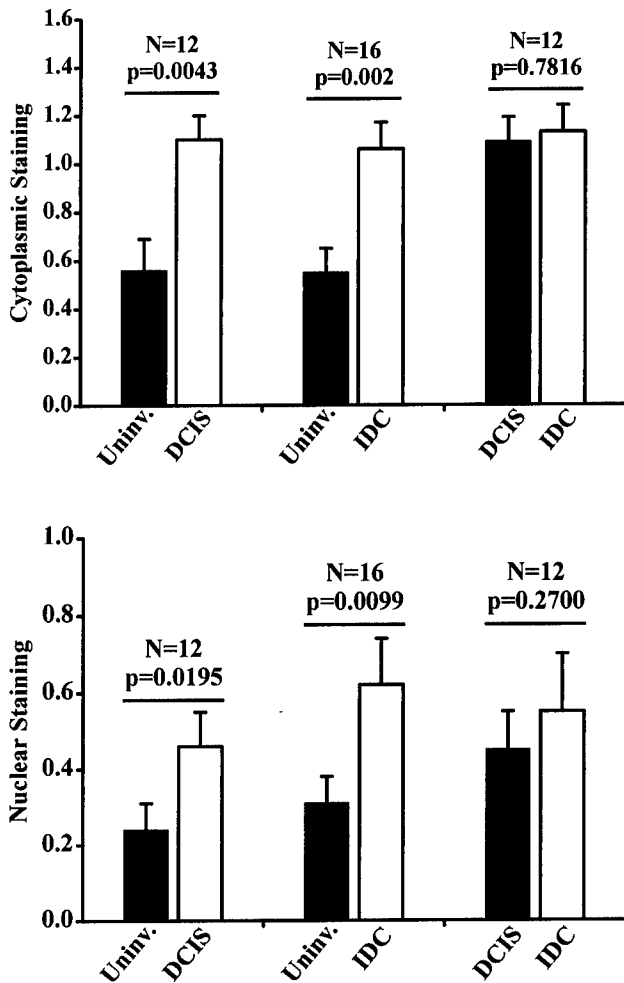 Cytoplasmic Staining
1.6
1.4
1.2
1.0
0.8
0.6
0.4
0.2
0.0
N=12
p=0.0043
N=16
p=0.002
N=12
p=0.7816
Uninv.
DCIS
Uninv.
IDC
DCIS
IDC
Nuclear Staining
1.0
0.8
0.6
0.4
0.2
0.0
N=12
p=0.0195
N=16
p=0.0099
N=12
p=0.2700
Uninv.
DCIS
Uninv.
IDC
DCIS
IDC